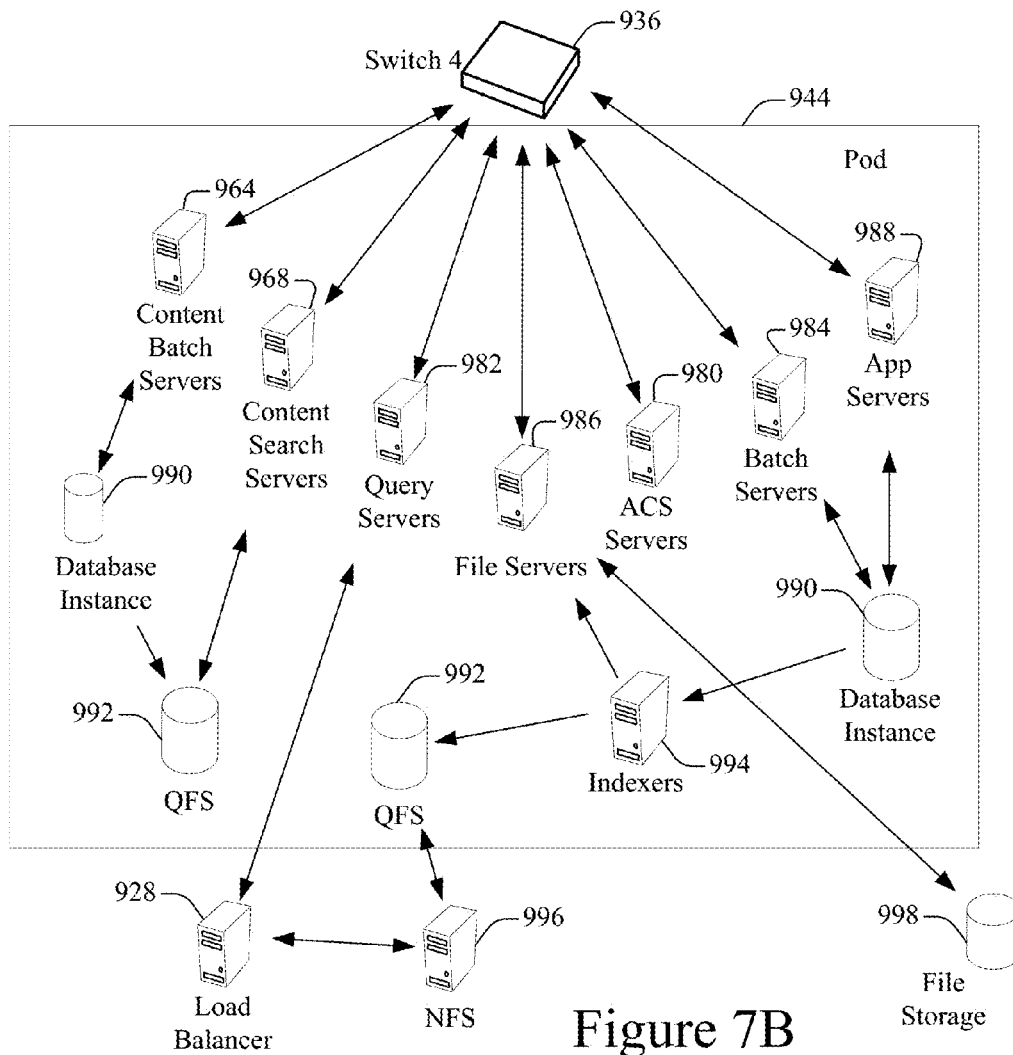 936
Switch 4
944
Pod
964
Content
Batch
Servers
968
Content
Search
Servers
982
Query
Servers
986
File Servers
980
ACS
Servers
984
Batch
Servers
988
App
Servers
990
Database
Instance
990
Database
Instance
992
QFS
992
QFS
994
Indexers
928
Load
Balancer
996
NFS
998
File
Storage
Figure 7B